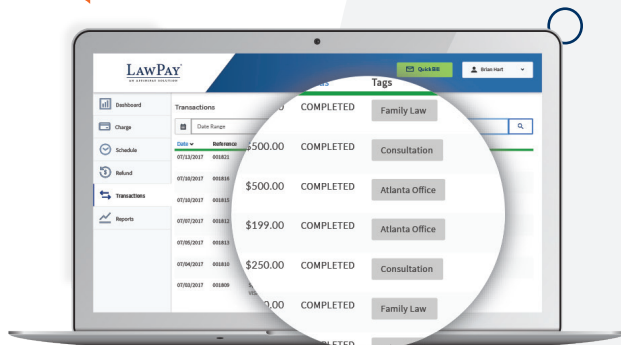 LAWPAY
AN AFFINIPAY SOLUTION
Quick Bill
Brian Hart
Tags
Dashboard
Transactions
Charge
Date Range
Schedule
Date
Reference
Refund
Transactions
Reports
07/13/2017 001821
07/10/2017 001816
07/10/2017 001815
07/07/2017 001812
07/05/2017 001813
07/04/2017 001810
07/03/2017 001809
COMPLETED Family Law
$500.00 COMPLETED Consultation
$500.00 COMPLETED Atlanta Office
$199.00 COMPLETED Atlanta Office
$250.00 COMPLETED Consultation
COMPLETED Family Law